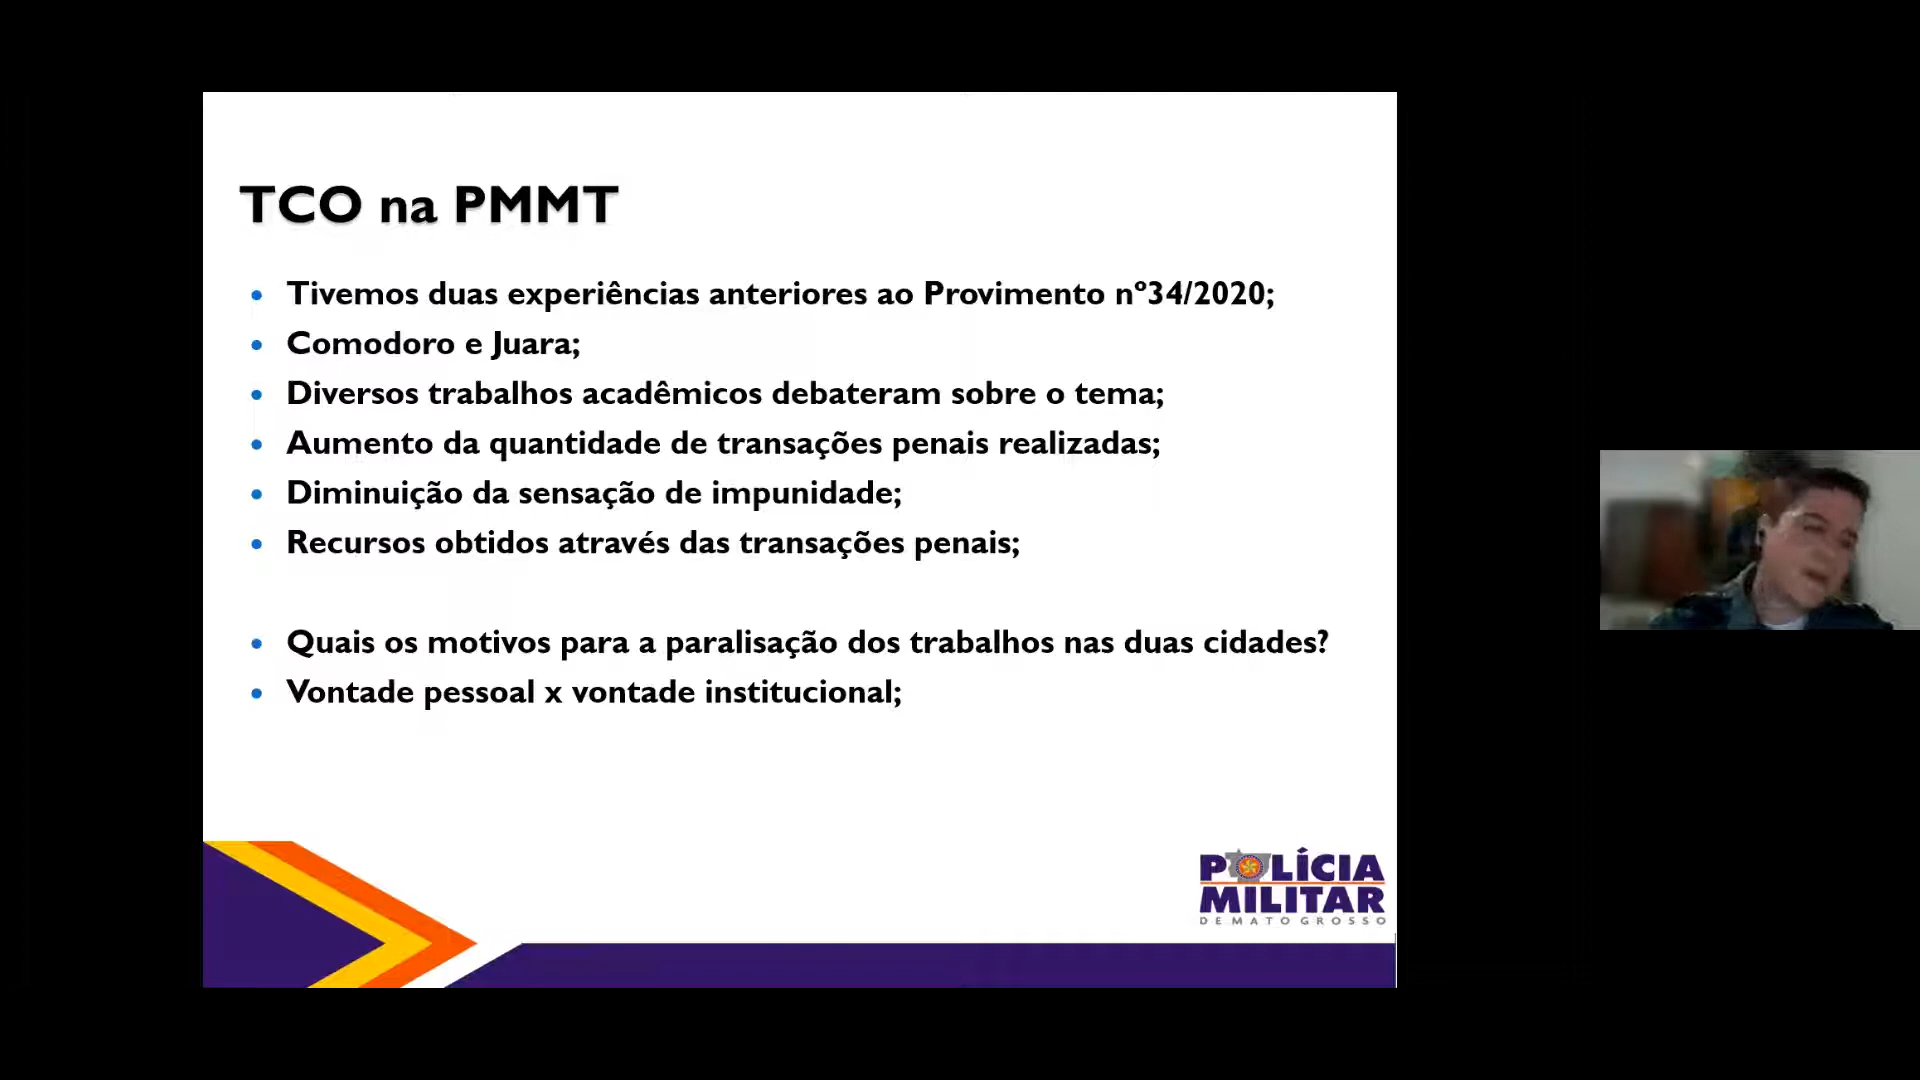 TCO na PMMT
Tivemos duas experiências anteriores ao Provimento nº34/2020;
Comodoro e Juara;
Diversos trabalhos acadêmicos debateram sobre o tema;
Aumento da quantidade de transações penais realizadas;
Diminuição da sensação de impunidade;
Recursos obtidos através das transações penais;
Quais os motivos para a paralisação dos trabalhos nas duas cidades?
Vontade pessoal x vontade institucional;
POLÍCIA
MILITAR
DE MATO GROSSO